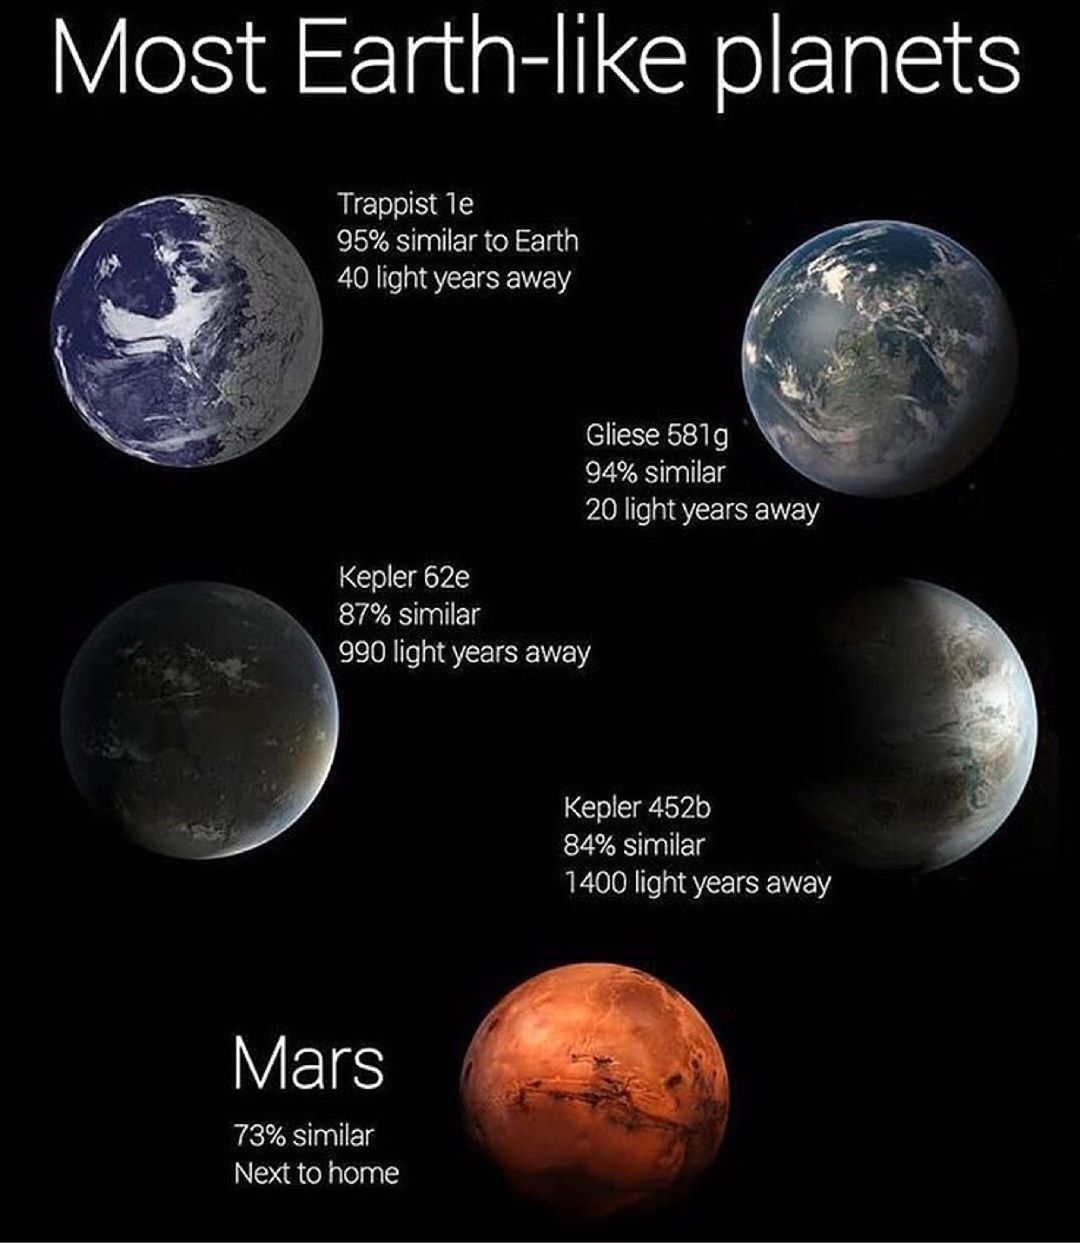 Most Earth-like planets
Trappist 1e
95% similar to Earth
40 light years away
Gliese 581g
94% similar
20 light years away
Kepler 62e
87% similar
990 light years away
Kepler 452b
84% similar
1400 light years away
Mars
73% similar
Next to home